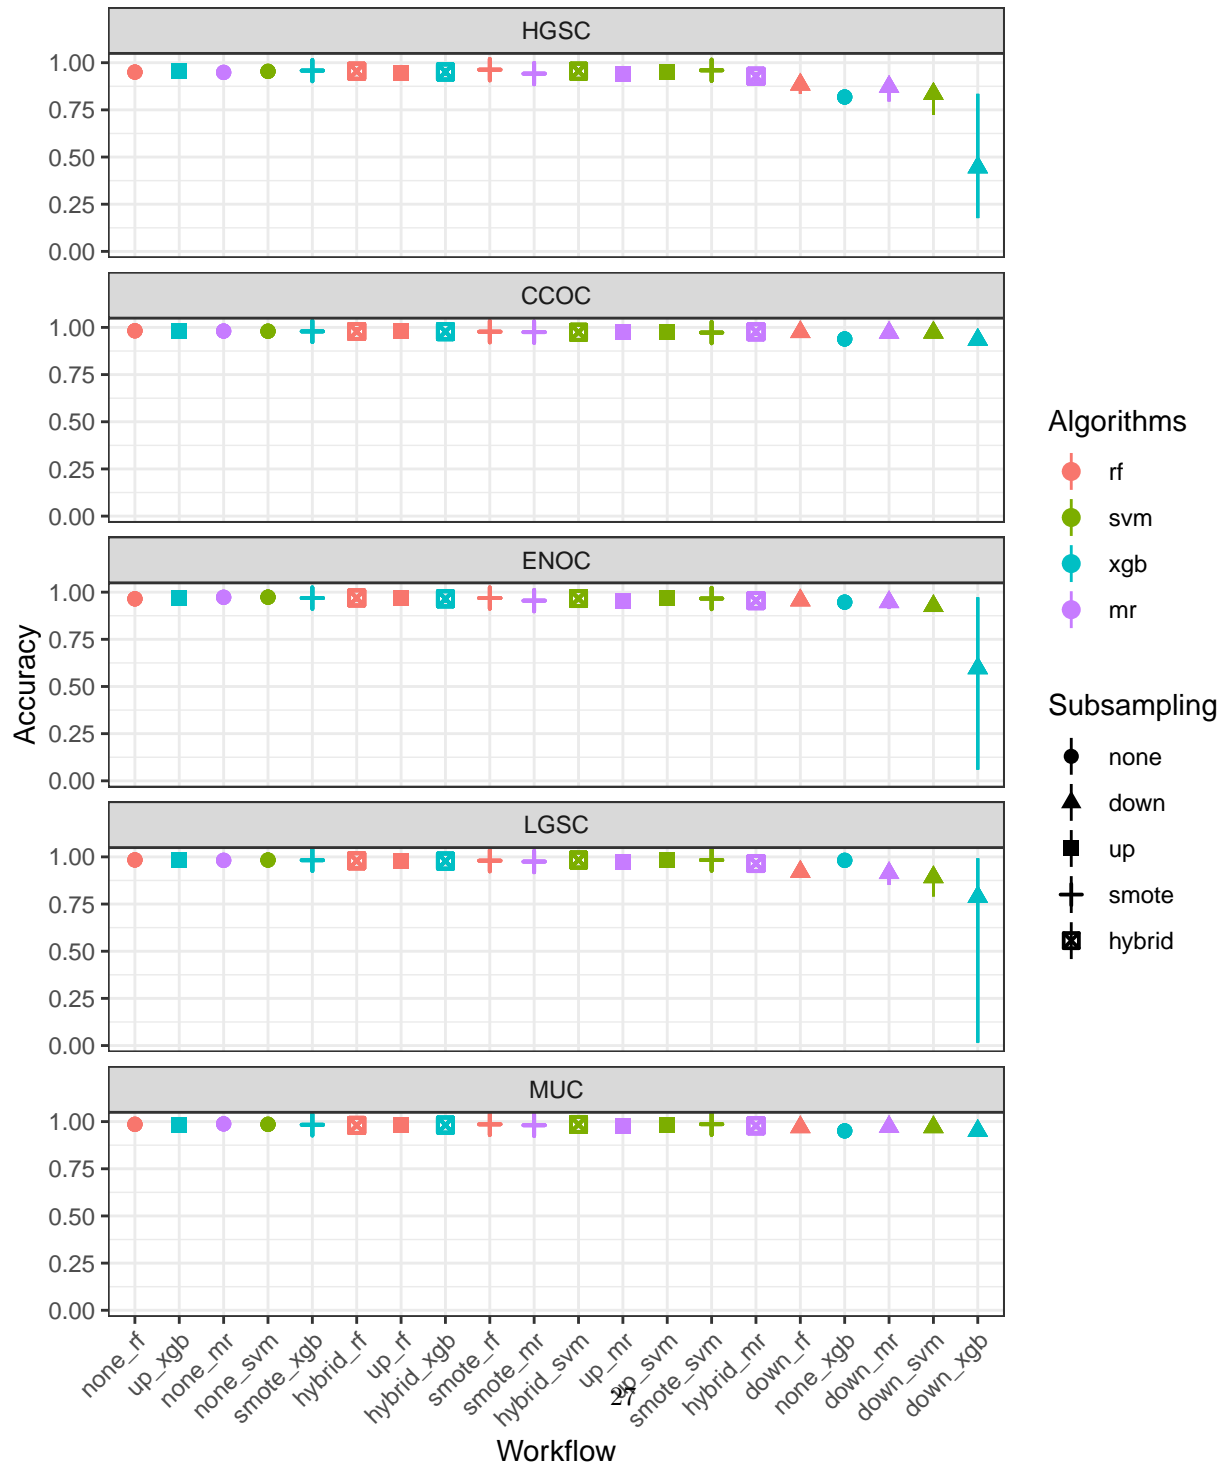 HGSC
1.00
0.75
0.50
0.25
0.00
CCOC
1.00
0.75
0.50
0.25
0.00
ENOC
1.00
0.75
0.50
0.25
0.00
LGSC
1.00
0.75
0.50
0.25
0.00
MUC
1.00
0.75
0.50
0.25
0.00
Accuracy
none_rf
up_xgb
none_mr
none_svm
smote_xgb
hybrid_rf
up_rf
hybrid_xgb
smote_rf
smote_mr
hybrid_svm
up_mr
up_svm
smote_svm
hybrid_mr
down_rf
none_xgb
down_mr
down_svm
down_xgb
27
Workflow
Algorithms
rf
svm
xgb
mr
Subsampling
none
down
up
smote
hybrid